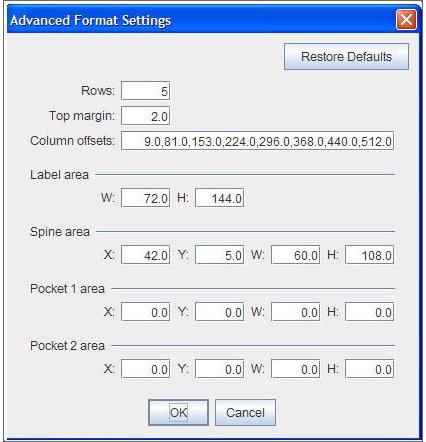 Advanced Format Settings
Restore Defaults
Rows: 5
Top margin: 2.0
Column offsets: 9.0,81.0,153.0,224.0,296.0,368.0,440.0,512.0
Label area
W: 72.0 H: 144.0
Spine area
X: 42.0 Y: 5.0 W: 60.0 H: 108.0
Pocket 1 area
X: 0.0 Y: 0.0 W: 0.0 H: 0.0
Pocket 2 area
X: 0.0 Y: 0.0 W: 0.0 H: 0.0
OK Cancel